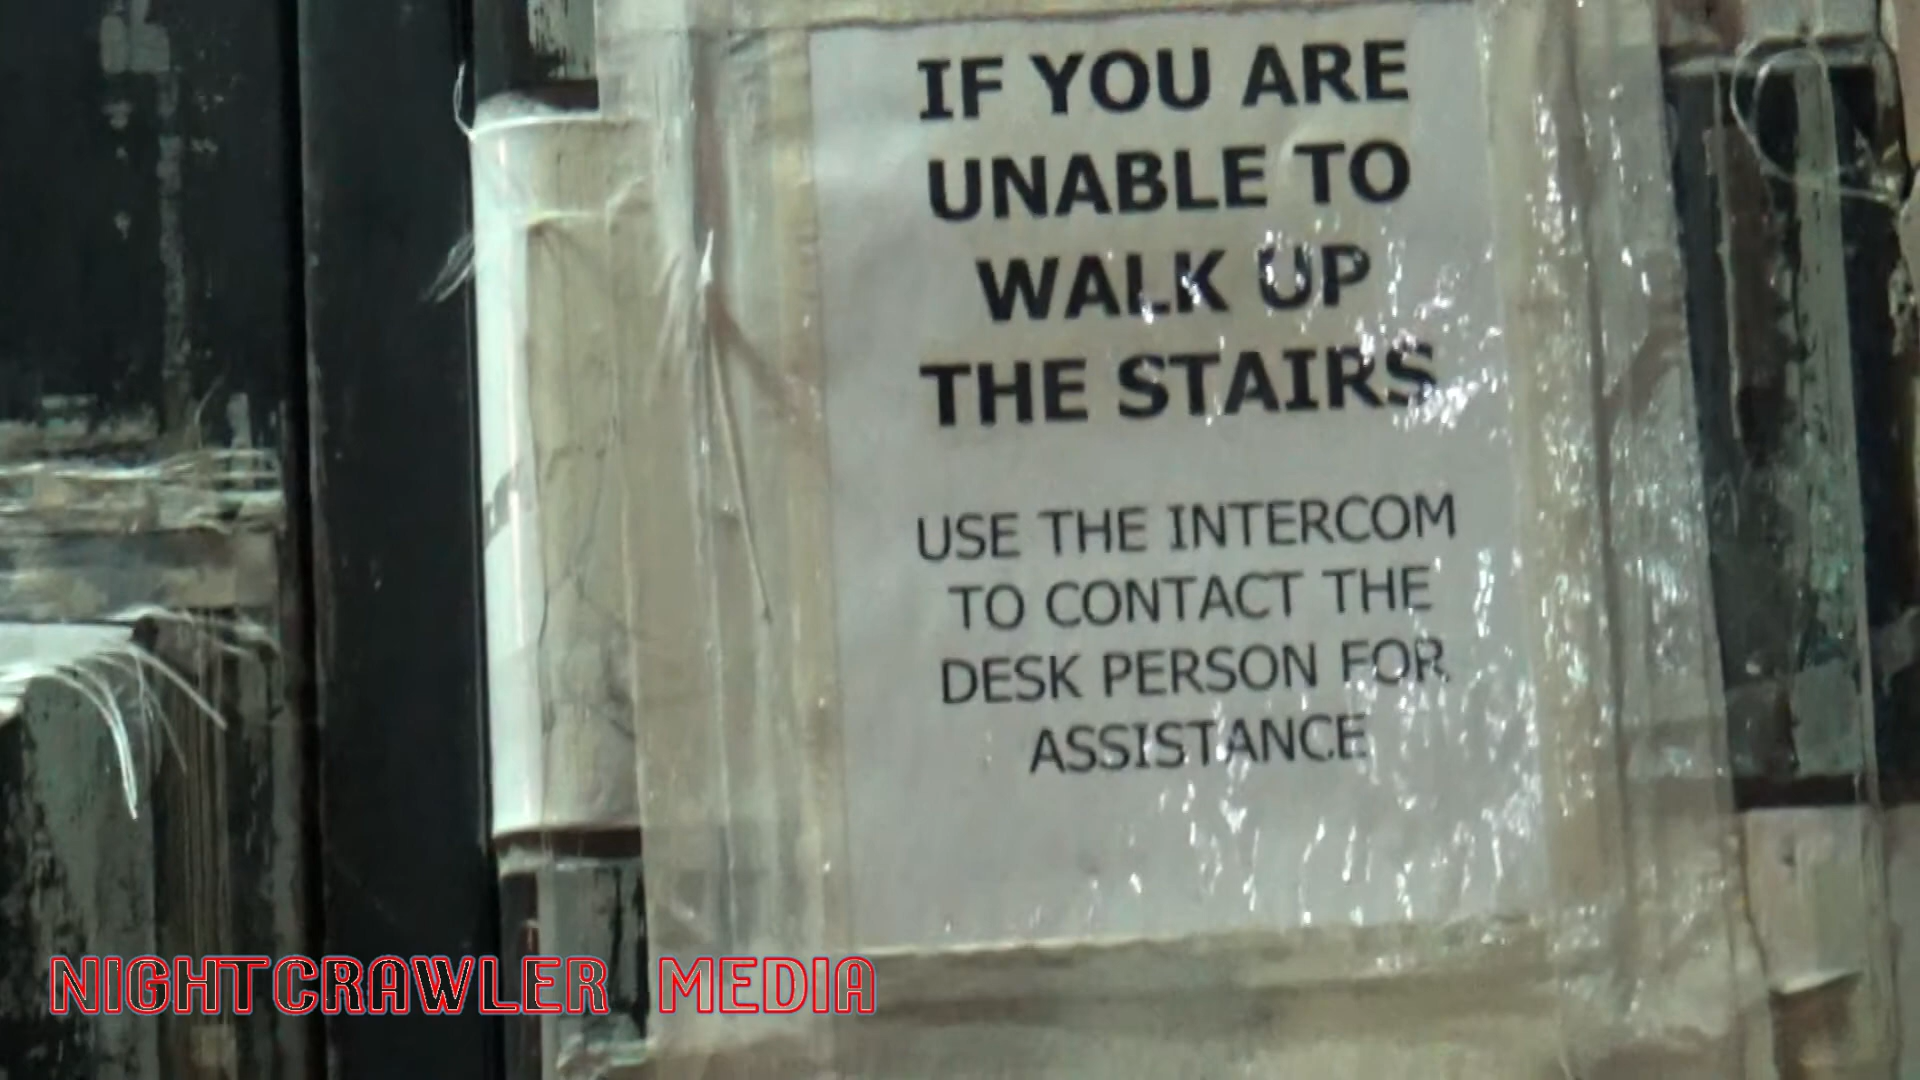 IF YOU ARE
UNABLE TO
WALK UP
THE STAIRS
USE THE INTERCOM
TO CONTACT THE
DESK PERSON FOR
ASSISTANCE
NIGHTCRAWLER MEDIA